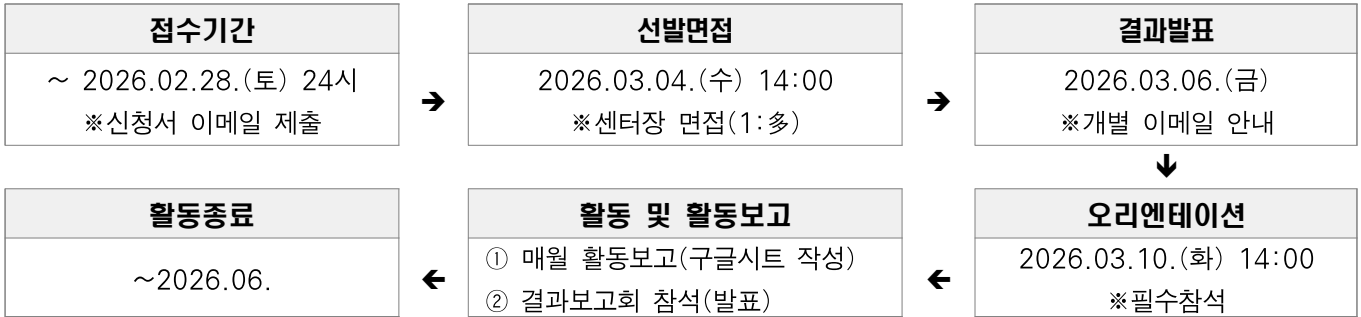 접수기간
~ 2026.02.28.(토) 24시
※신청서 이메일 제출
선발면접
2026.03.04.(수) 14:00
※센터장 면접(1:多)
결과발표
2026.03.06.(금)
※개별 이메일 안내
오리엔테이션
2026.03.10.(화) 14:00
※필수참석
활동 및 활동보고
① 매월 활동보고(구글시트 작성)
② 결과보고회 참석(발표)
활동종료
~2026.06.